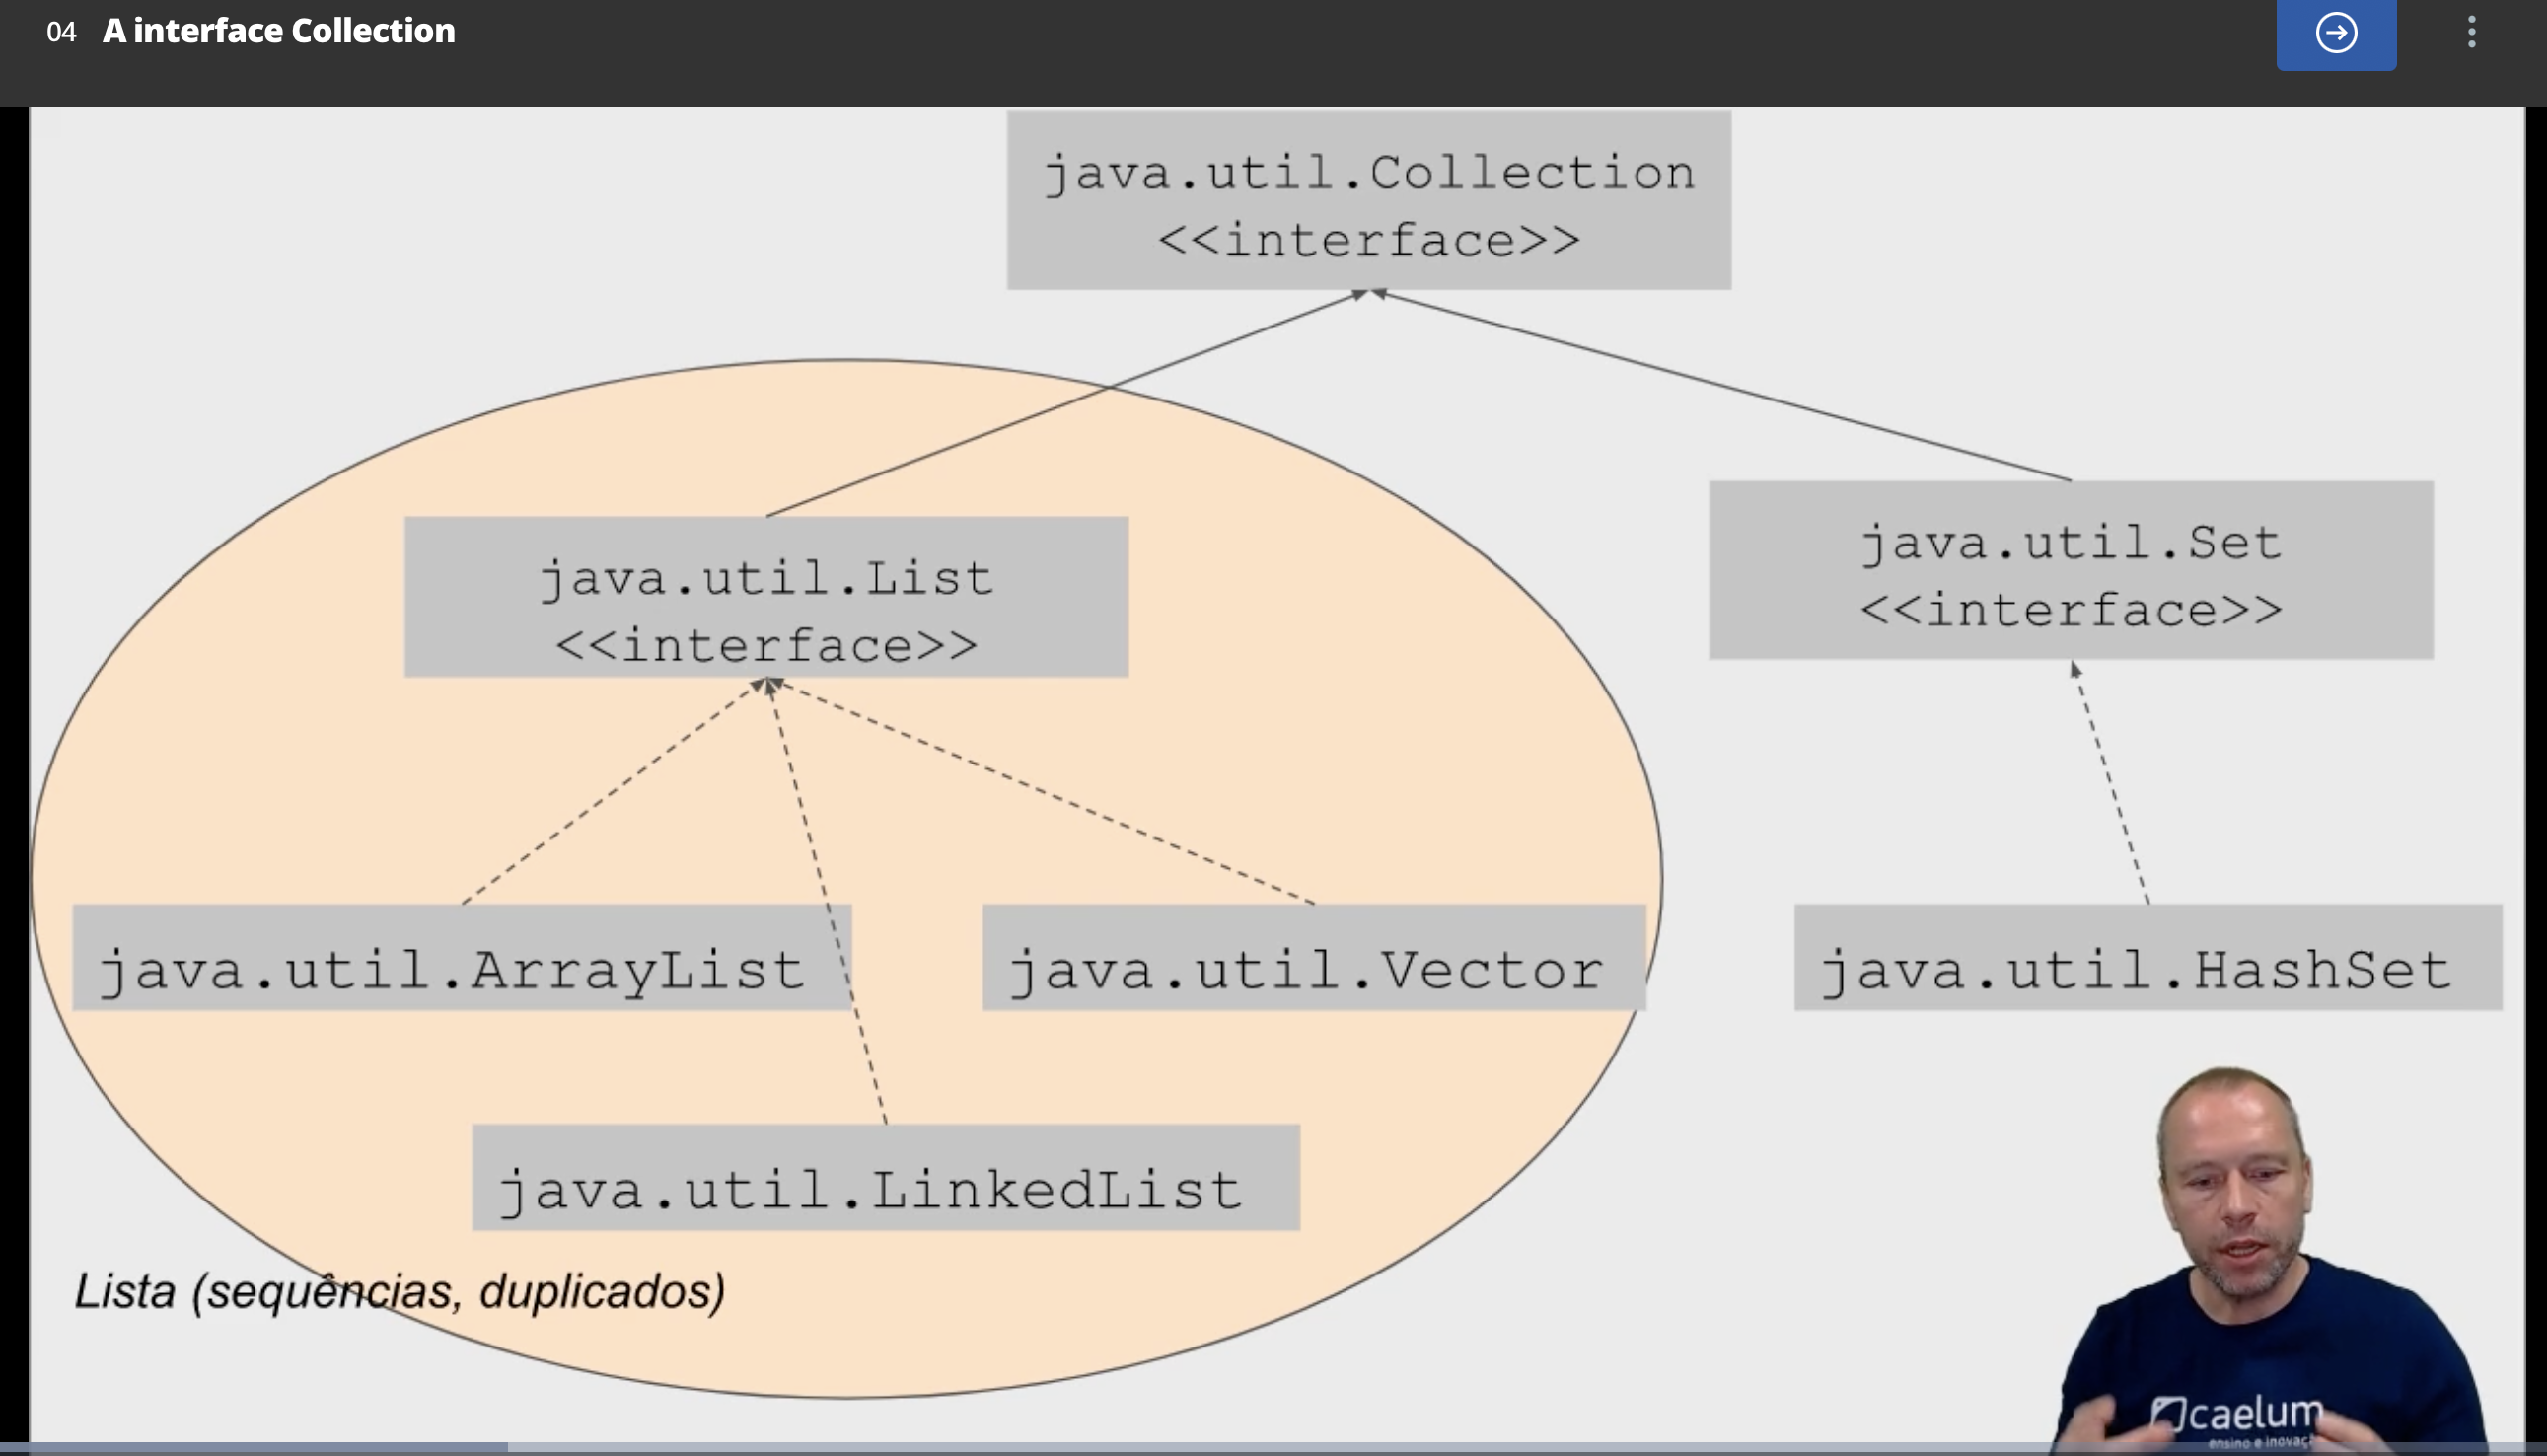 04 A interface Collection
java.util.Collection
<<interface>>
java.util.List
<<interface>>
java.util.Set
<<interface>>
java.util.ArrayList
java.util.Vector
java.util.HashSet
java.util.LinkedList
Lista (sequências, duplicados)
caelum
ensino e